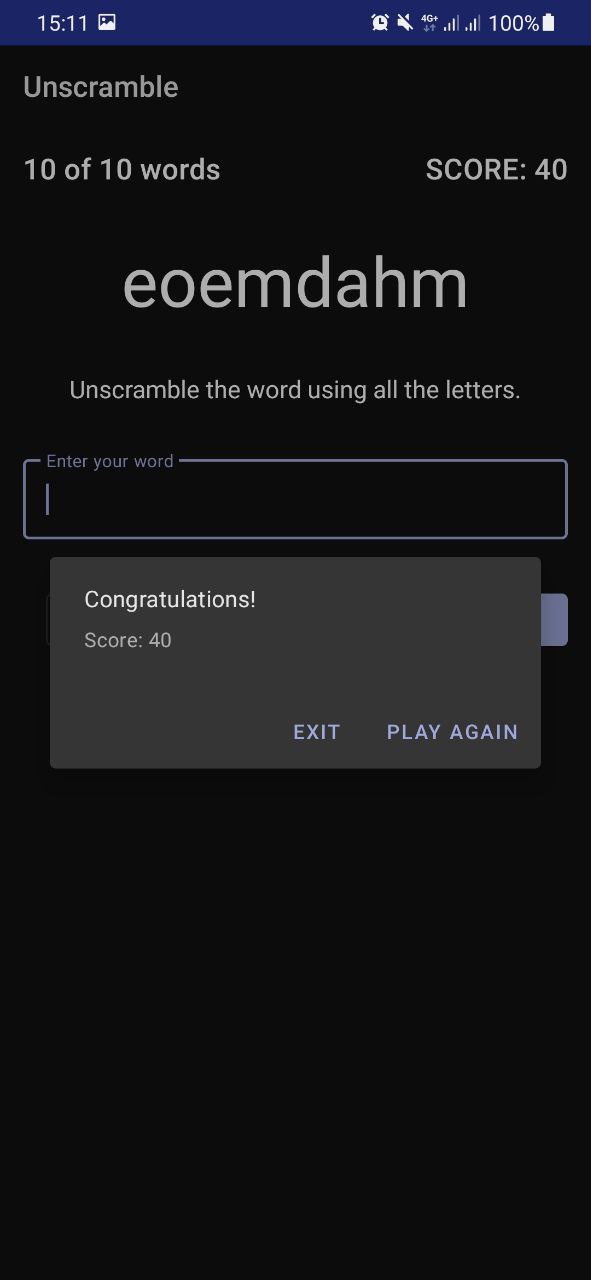 15:11 4G+ 100%
Unscramble
10 of 10 words SCORE: 40
eoemdahm
Unscramble the word using all the letters.
Enter your word
Congratulations!
Score: 40
EXIT PLAY AGAIN